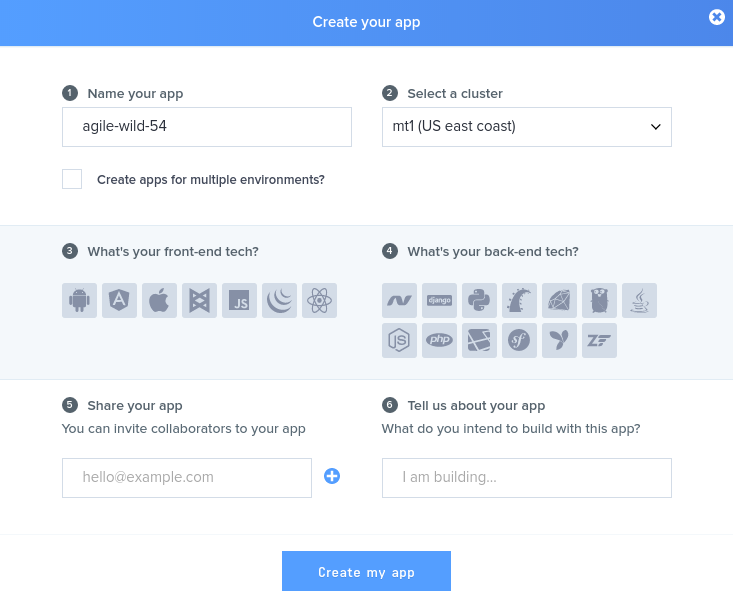 Create your app
1 Name your app
agile-wild-54
2 Select a cluster
mt1 (US east coast)
Create apps for multiple environments?
3 What's your front-end tech?
A
JS
4 What's your back-end tech?
django
JS
php
sf
ZF
5 Share your app
You can invite collaborators to your app
hello@example.com
6 Tell us about your app
What do you intend to build with this app?
I am building...
Create my app